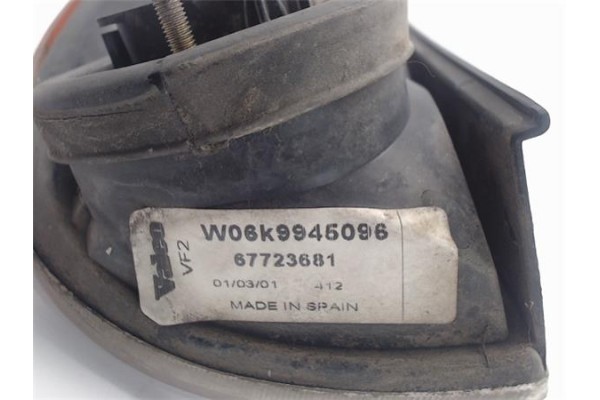 Valeo
VF2
W06k9945096
67723681
01/03/01 412
MADE IN SPAIN